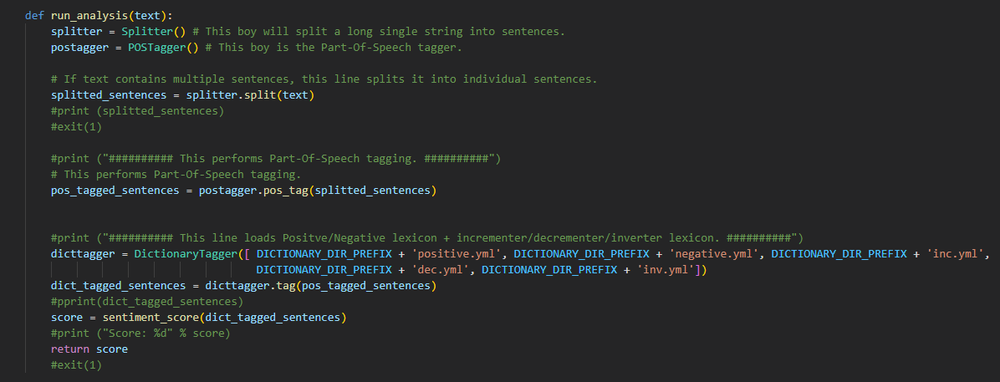 def run_analysis(text):
    splitter = Splitter() # This boy will split a long single string into sentences.
    postagger = POSTagger() # This boy is the Part-Of-Speech tagger.
    # If text contains multiple sentences, this line splits it into individual sentences.
    splitted_sentences = splitter.split(text)
    #print (splitted_sentences)
    #exit(1)
    #print ("########## This performs Part-Of-Speech tagging. ##########")
    # This performs Part-Of-Speech tagging.
    pos_tagged_sentences = postagger.pos_tag(splitted_sentences)
    #print ("########## This line loads Positve/Negative lexicon + incrementer/decrementer/inverter lexicon. ##########")
    dicttagger = DictionaryTagger([ DICTIONARY_DIR_PREFIX + 'positive.yml', DICTIONARY_DIR_PREFIX + 'negative.yml', DICTIONARY_DIR_PREFIX + 'inc.yml',
                                    DICTIONARY_DIR_PREFIX + 'dec.yml', DICTIONARY_DIR_PREFIX + 'inv.yml'])
    dict_tagged_sentences = dicttagger.tag(pos_tagged_sentences)
    #pprint(dict_tagged_sentences)
    score = sentiment_score(dict_tagged_sentences)
    #print ("Score: %d" % score)
    return score
    #exit(1)